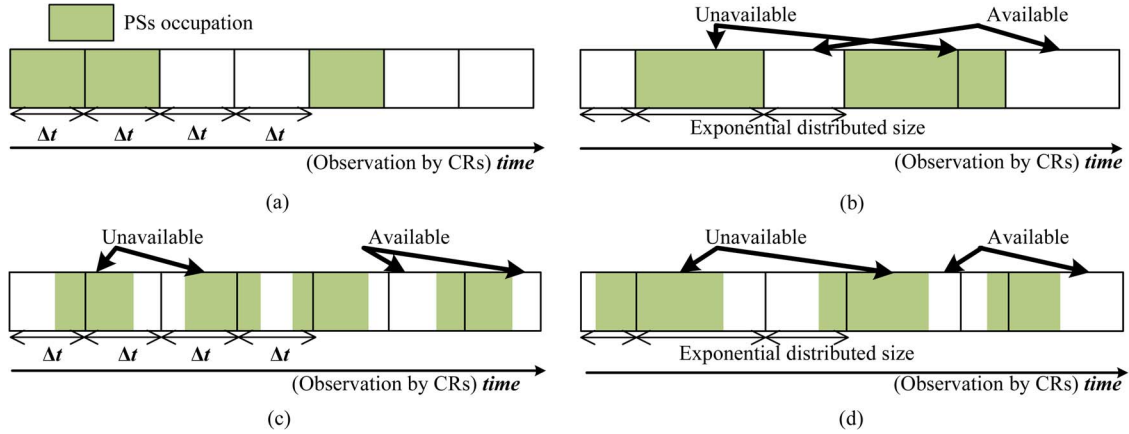 PSs occupation
Δt Δt Δt Δt
(Observation by CRs) time
(a)
Unavailable Available
Exponential distributed size
(Observation by CRs) time
(b)
Unavailable Available
Δt Δt Δt Δt
(Observation by CRs) time
(c)
Unavailable Available
Exponential distributed size
(Observation by CRs) time
(d)